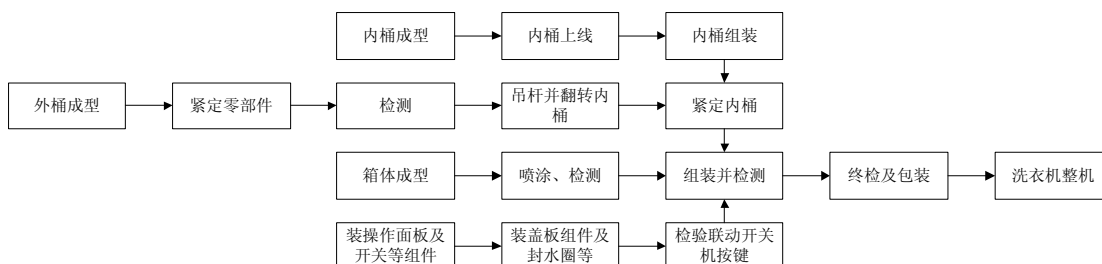 内桶成型
内桶上线
内桶组装
外桶成型
紧定零部件
检测
吊杆并翻转内
桶
紧定内桶
箱体成型
喷涂、检测
组装并检测
终检及包装
洗衣机整机
装操作面板及
开关等组件
装盖板组件及
封水圈等
检验联动开关
机按键